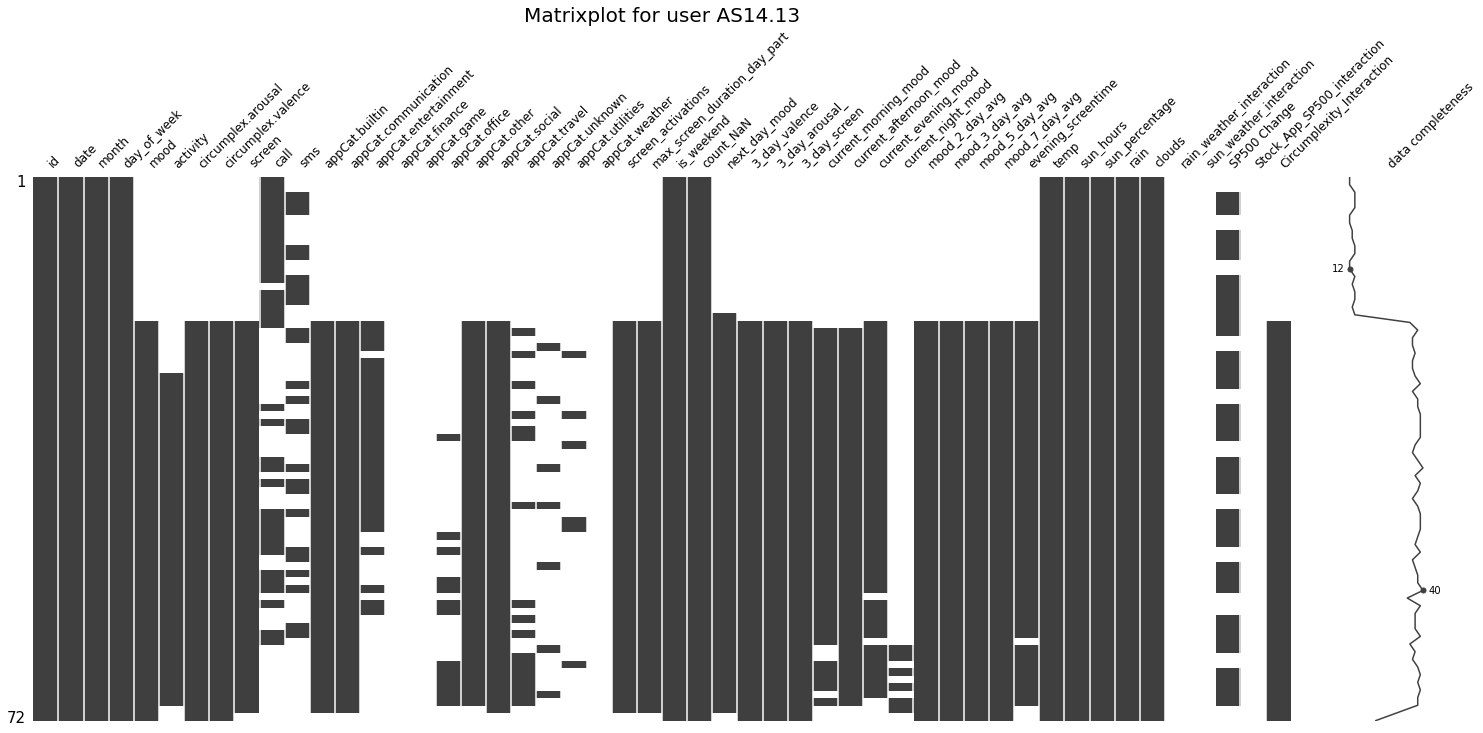 Matrixplot for user AS14.13
id
date
month
day_of_week
mood
activity
circumplex.arousal
circumplex.valence
screen
call
sms
appCat.builtin
appCat.communication
appCat.entertainment
appCat.finance
appCat.game
appCat.office
appCat.other
appCat.social
appCat.travel
appCat.unknown
appCat.utilities
appCat.weather
screen_activations
max_screen_duration_day_part
is_weekend
count_NaN
next_day_mood
3_day_valence
3_day_arousal_
3_day_screen
current_morning_mood
current_afternoon_mood
current_evening_mood
current_night_mood
mood_2_day_avg
mood_3_day_avg
mood_5_day_avg
mood_7_day_avg
evening_screentime
temp
sun_hours
sun_percentage
rain
clouds
rain_weather_interaction
sun_weather_interaction
SP500 Change
Stock_App_SP500_interaction
Circumplexity_Interaction
data completeness
1
12
40
72